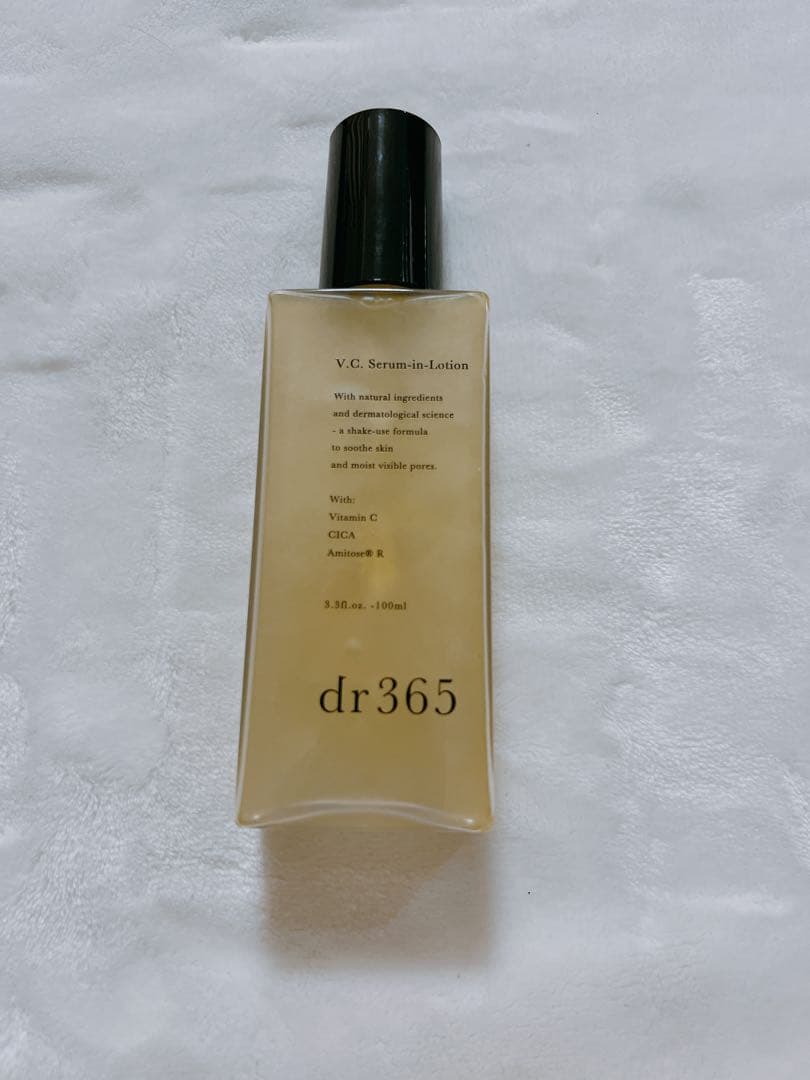 V.C. Serum-in-Lotion
With natural ingredients
and dermatological science
- a shake-use formula
to soothe skin
and moist visible pores.
With:
Vitamin C
CICA
Amitose® R
3.3fl.oz. -100ml
dr365